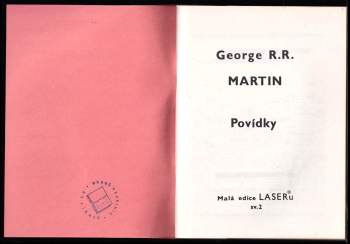 George R.R.
MARTIN
Povídky
Malá edice LASERu
sv.2